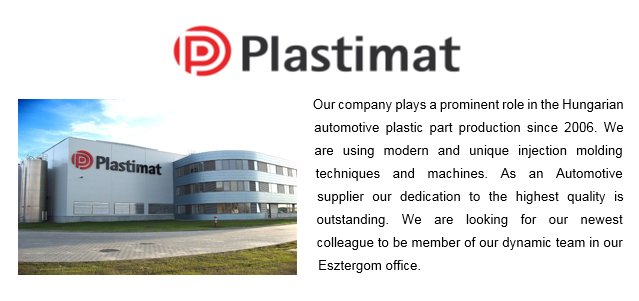 Plastimat
Plastimat
Our company plays a prominent role in the Hungarian
automotive plastic part production since 2006. We
are using modern and unique injection molding
techniques and machines. As an Automotive
supplier our dedication to the highest quality is
outstanding. We are looking for our newest
colleague to be member of our dynamic team in our
Esztergom office.